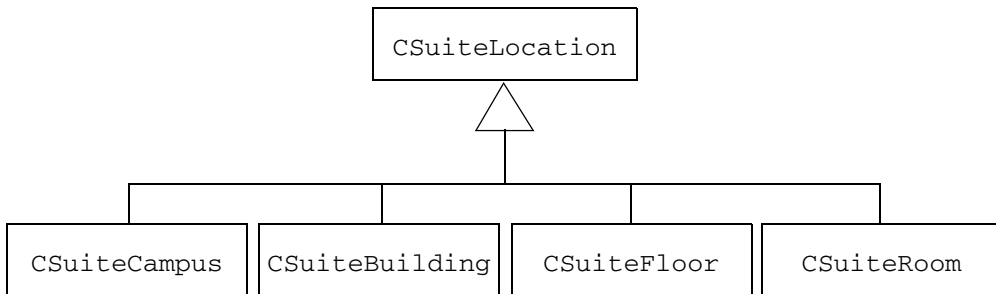 CSuiteLocation
CSuiteCampus
CSuiteBuilding
CSuiteFloor
CSuiteRoom